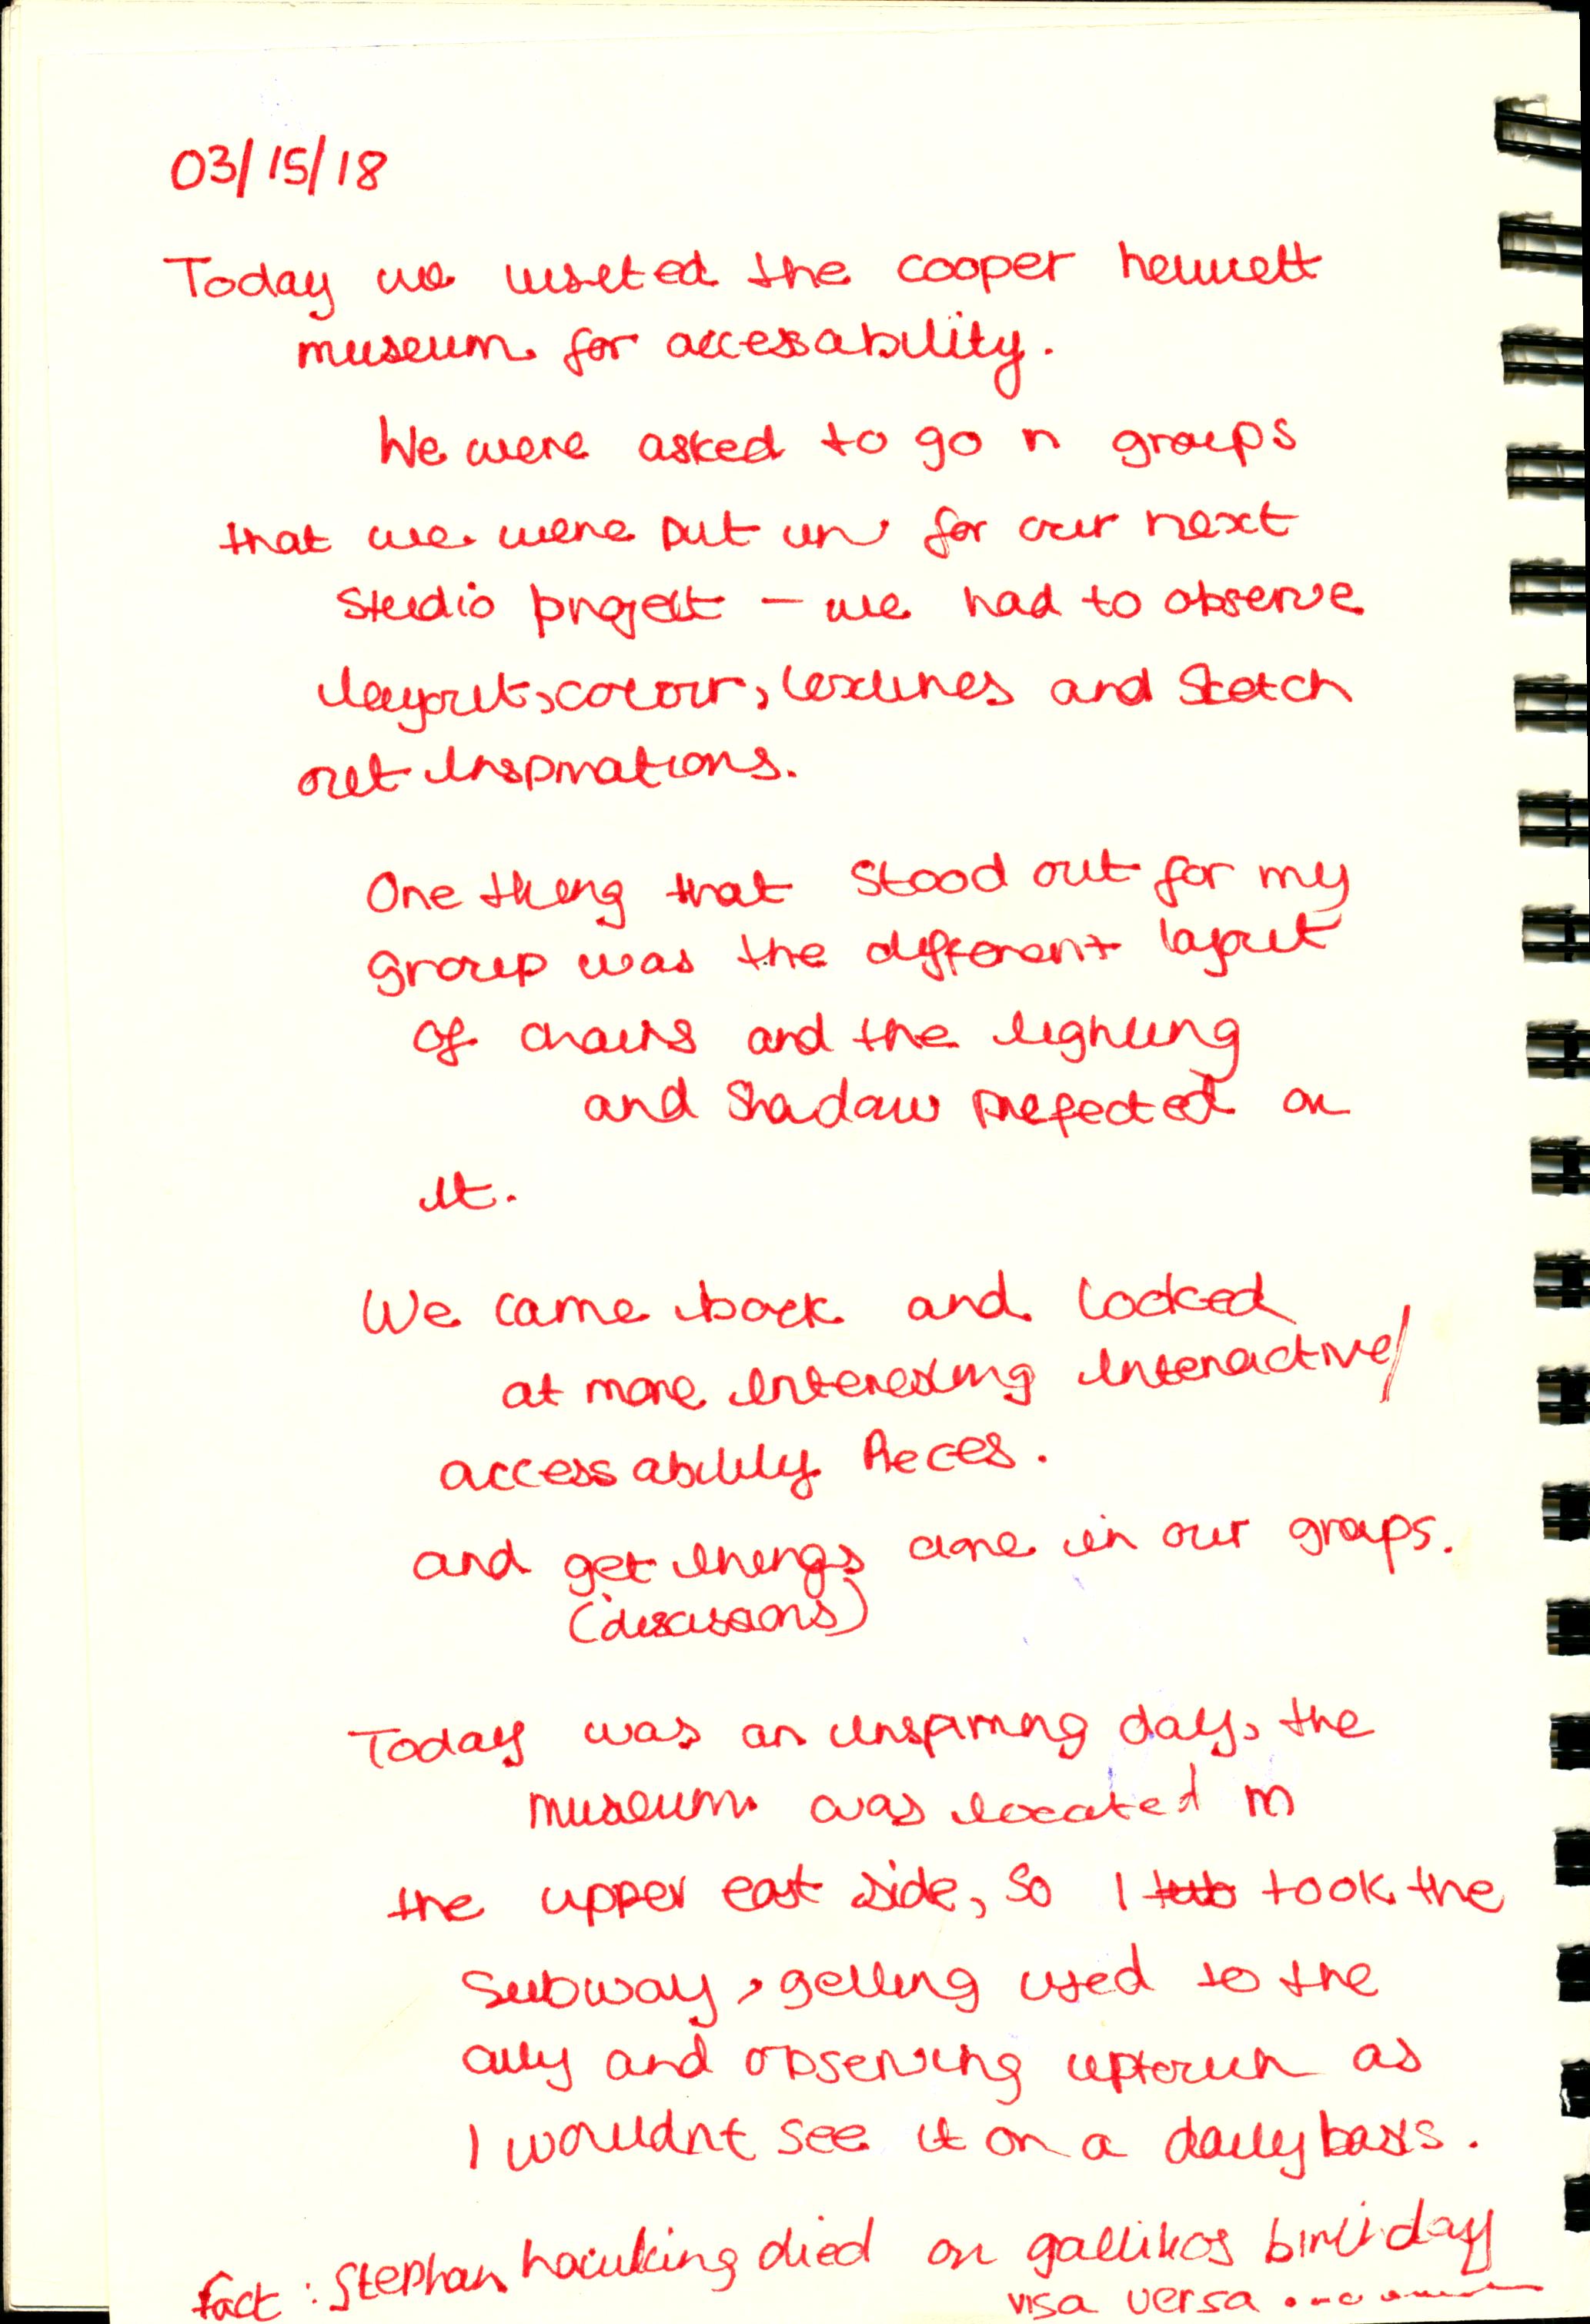 03/15/18
Today we visited the cooper hewett
museum for accessability.
We were asked to go in groups
that we were put in for our next
studio project - we had to observe
layout, colour, textures and sketch
out inspirations.
One thing that stood out for my
group was the different layout
of chairs and the lighting
and shadow prefected on
it.
We came back and looked
at more interesting interactive/
accessability pieces.
and get things done in our groups.
(discussions)
Today was an inspiring day, the
museum was located in
the upper east side, so I took the
subway, getting used to the
city and observing uptown as
I wouldnt see it on a daily basis.
fact : Stephan hawking died on gallilos birthday
visa versa ......